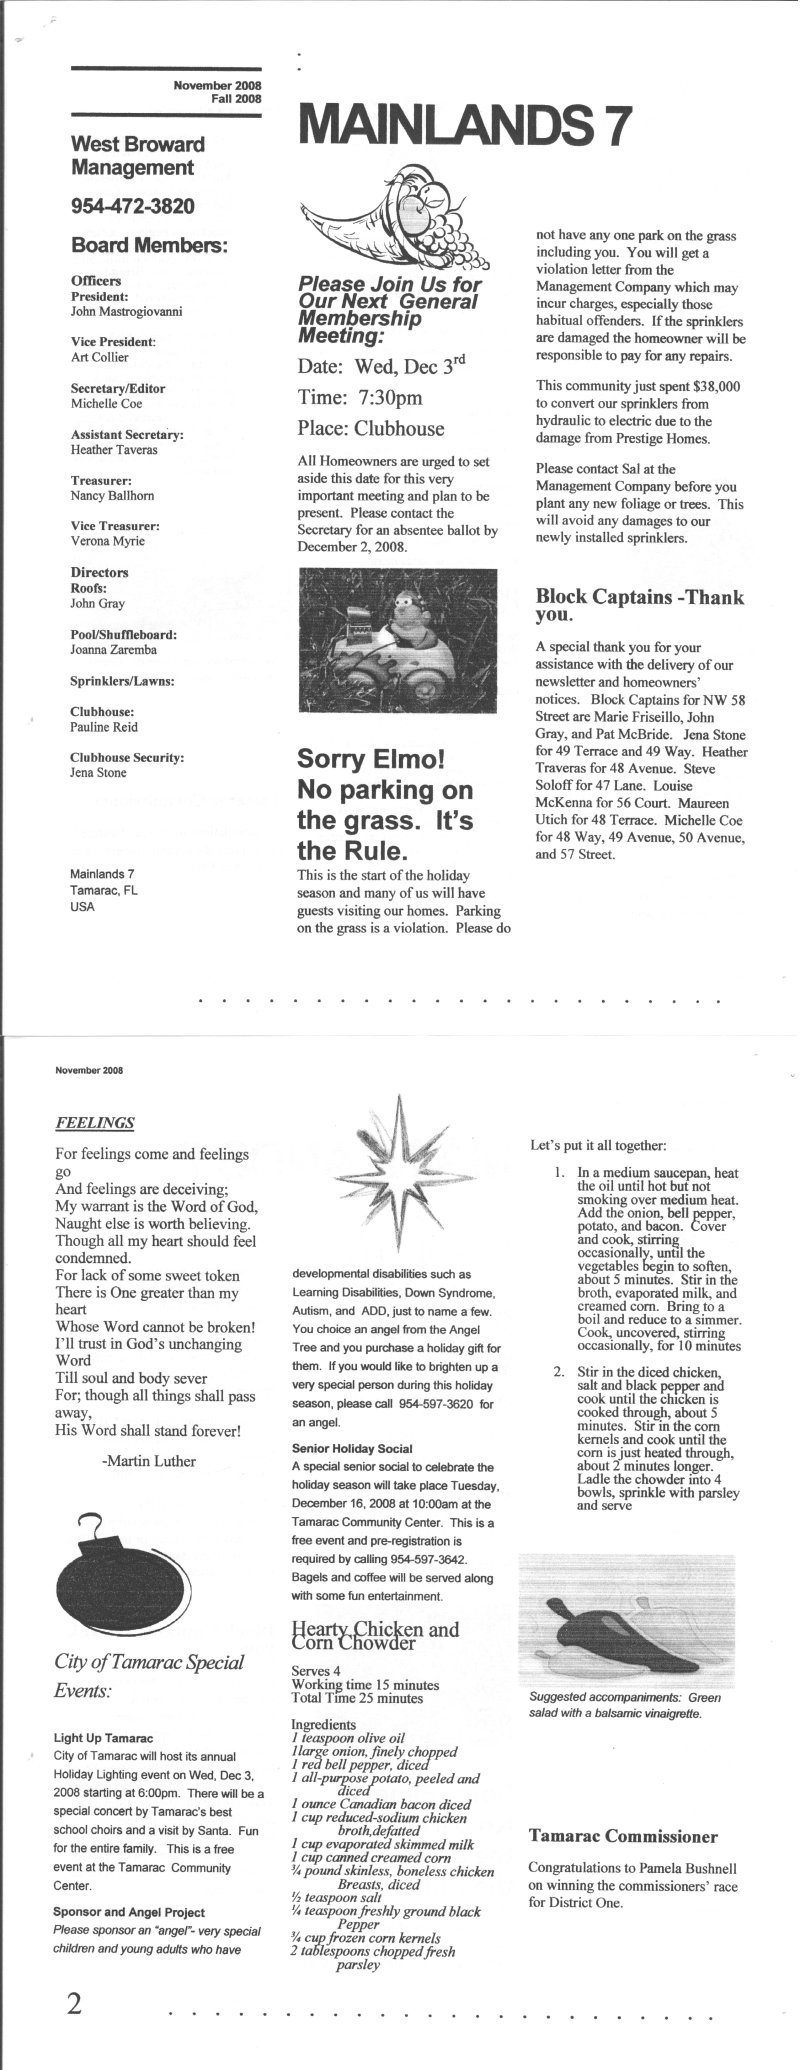 November 2008
Fall 2008
West Broward
Management
954-472-3820
Board Members:
Officers
President:
John Mastrogiovanni
Vice President:
Art Collier
Secretary/Editor
Michelle Coe
Assistant Secretary:
Heather Taveras
Treasurer:
Nancy Ballhorn
Vice Treasurer:
Verona Myrie
Directors
Roofs:
John Gray
Pool/Shuffleboard:
Joanna Zaremba
Sprinklers/Lawns:
Clubhouse:
Pauline Reid
Clubhouse Security:
Jena Stone
Mainlands 7
Tamarac, FL
USA
MAINLANDS 7
Please Join Us for
Our Next General
Membership
Meeting:
Date: Wed, Dec 3rd
Time: 7:30pm
Place: Clubhouse
All Homeowners are urged to set
aside this date for this very
important meeting and plan to be
present. Please contact the
Secretary for an absentee ballot by
December 2, 2008.
Sorry Elmo!
No parking on
the grass. It's
the Rule.
This is the start of the holiday
season and many of us will have
guests visiting our homes. Parking
on the grass is a violation. Please do
not have any one park on the grass
including you. You will get a
violation letter from the
Management Company which may
incur charges, especially those
habitual offenders. If the sprinklers
are damaged the homeowner will be
responsible to pay for any repairs.
This community just spent $38,000
to convert our sprinklers from
hydraulic to electric due to the
damage from Prestige Homes.
Please contact Sal at the
Management Company before you
plant any new foliage or trees. This
will avoid any damages to our
newly installed sprinklers.
Block Captains -Thank
you.
A special thank you for your
assistance with the delivery of our
newsletter and homeowners'
notices. Block Captains for NW 58
Street are Marie Friseillo, John
Gray, and Pat McBride. Jena Stone
for 49 Terrace and 49 Way. Heather
Traveras for 48 Avenue. Steve
Soloff for 47 Lane. Louise
McKenna for 56 Court. Maureen
Utich for 48 Terrace. Michelle Coe
for 48 Way, 49 Avenue, 50 Avenue,
and 57 Street.
November 2008
FEELINGS
For feelings come and feelings
go
And feelings are deceiving;
My warrant is the Word of God,
Naught else is worth believing.
Though all my heart should feel
condemned.
For lack of some sweet token
There is One greater than my
heart
Whose Word cannot be broken!
I'll trust in God's unchanging
Word
Till soul and body sever
For; though all things shall pass
away,
His Word shall stand forever!
-Martin Luther
City of Tamarac Special
Events:
Light Up Tamarac
City of Tamarac will host its annual
Holiday Lighting event on Wed, Dec 3,
2008 starting at 6:00pm. There will be a
special concert by Tamarac's best
school choirs and a visit by Santa. Fun
for the entire family. This is a free
event at the Tamarac Community
Center.
Sponsor and Angel Project
Please sponsor an "angel"- very special
children and young adults who have
2
developmental disabilities such as
Learning Disabilities, Down Syndrome,
Autism, and ADD, just to name a few.
You choice an angel from the Angel
Tree and you purchase a holiday gift for
them. If you would like to brighten up a
very special person during this holiday
season, please call 954-597-3620 for
an angel.
Senior Holiday Social
A special senior social to celebrate the
holiday season will take place Tuesday,
December 16, 2008 at 10:00am at the
Tamarac Community Center. This is a
free event and pre-registration is
required by calling 954-597-3642.
Bagels and coffee will be served along
with some fun entertainment.
Hearty Chicken and
Corn Chowder
Serves 4
Working time 15 minutes
Total Time 25 minutes
Ingredients
1 teaspoon olive oil
1large onion, finely chopped
1 red bell pepper, diced
1 all-purpose potato, peeled and
diced
1 ounce Canadian bacon diced
1 cup reduced-sodium chicken
broth,defatted
1 cup evaporated skimmed milk
1 cup canned creamed corn
¾ pound skinless, boneless chicken
Breasts, diced
½ teaspoon salt
¼ teaspoon freshly ground black
Pepper
¾ cup frozen corn kernels
2 tablespoons chopped fresh
parsley
Let's put it all together:
1. In a medium saucepan, heat
the oil until hot but not
smoking over medium heat.
Add the onion, bell pepper,
potato, and bacon. Cover
and cook, stirring
occasionally, until the
vegetables begin to soften,
about 5 minutes. Stir in the
broth, evaporated milk, and
creamed corn. Bring to a
boil and reduce to a simmer.
Cook, uncovered, stirring
occasionally, for 10 minutes
2. Stir in the diced chicken,
salt and black pepper and
cook until the chicken is
cooked through, about 5
minutes. Stir in the corn
kernels and cook until the
corn is just heated through,
about 2 minutes longer.
Ladle the chowder into 4
bowls, sprinkle with parsley
and serve
Suggested accompaniments: Green
salad with a balsamic vinaigrette.
Tamarac Commissioner
Congratulations to Pamela Bushnell
on winning the commissioners' race
for District One.